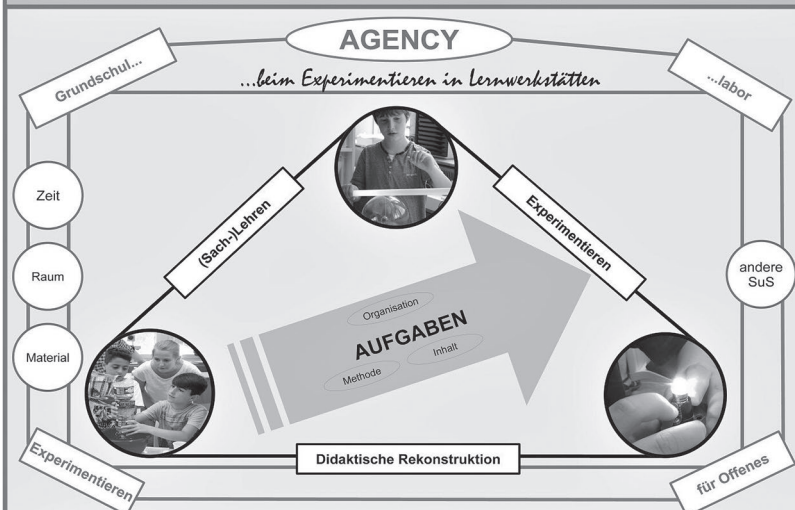 AGENCY
...beim Experimentieren in Lernwerkstätten
Grundschul...
...labor
Zeit
Raum
Material
(Sach-)Lehren
Experimentieren
andere
SuS
Organisation
AUFGABEN
Methode
Inhalt
Didaktische Rekonstruktion
Experimentieren
für Offenes